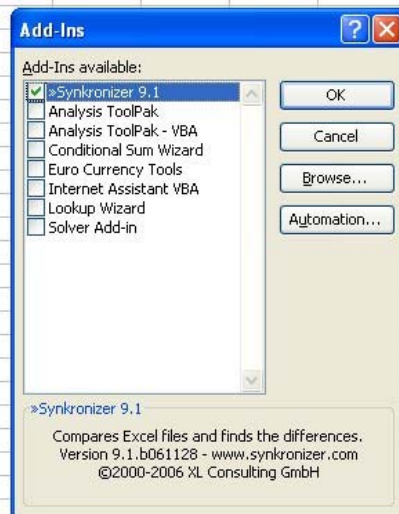 Add-Ins
Add-Ins available:
»Synkronizer 9.1
Analysis ToolPak
Analysis ToolPak - VBA
Conditional Sum Wizard
Euro Currency Tools
Internet Assistant VBA
Lookup Wizard
Solver Add-in
OK
Cancel
Browse...
Automation...
»Synkronizer 9.1
Compares Excel files and finds the differences.
Version 9.1.b061128 - www.synkronizer.com
©2000-2006 XL Consulting GmbH